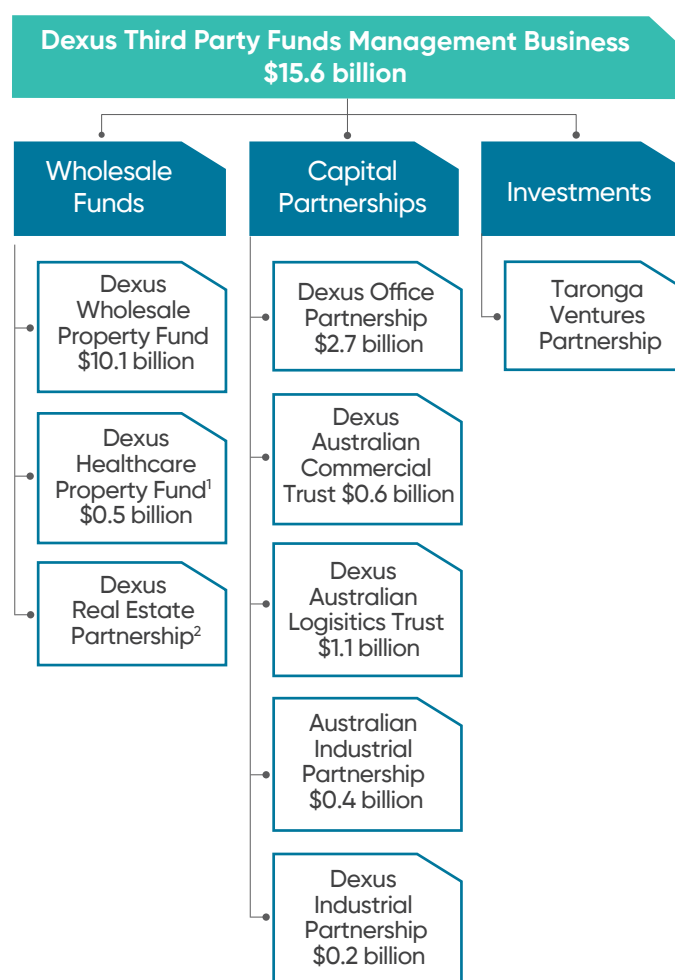 Dexus Third Party Funds Management Business
$15.6 billion
Wholesale
Funds
Dexus
Wholesale
Property Fund
$10.1 billion
Dexus
Healthcare
Property Fund¹
$0.5 billion
Dexus
Real Estate
Partnership²
Capital
Partnerships
Dexus Office
Partnership
$2.7 billion
Dexus
Australian
Commercial
Trust $0.6 billion
Dexus
Australian
Logisitics Trust
$1.1 billion
Australian
Industrial
Partnership
$0.4 billion
Dexus
Industrial
Partnership
$0.2 billion
Investments
Taronga
Ventures
Partnership